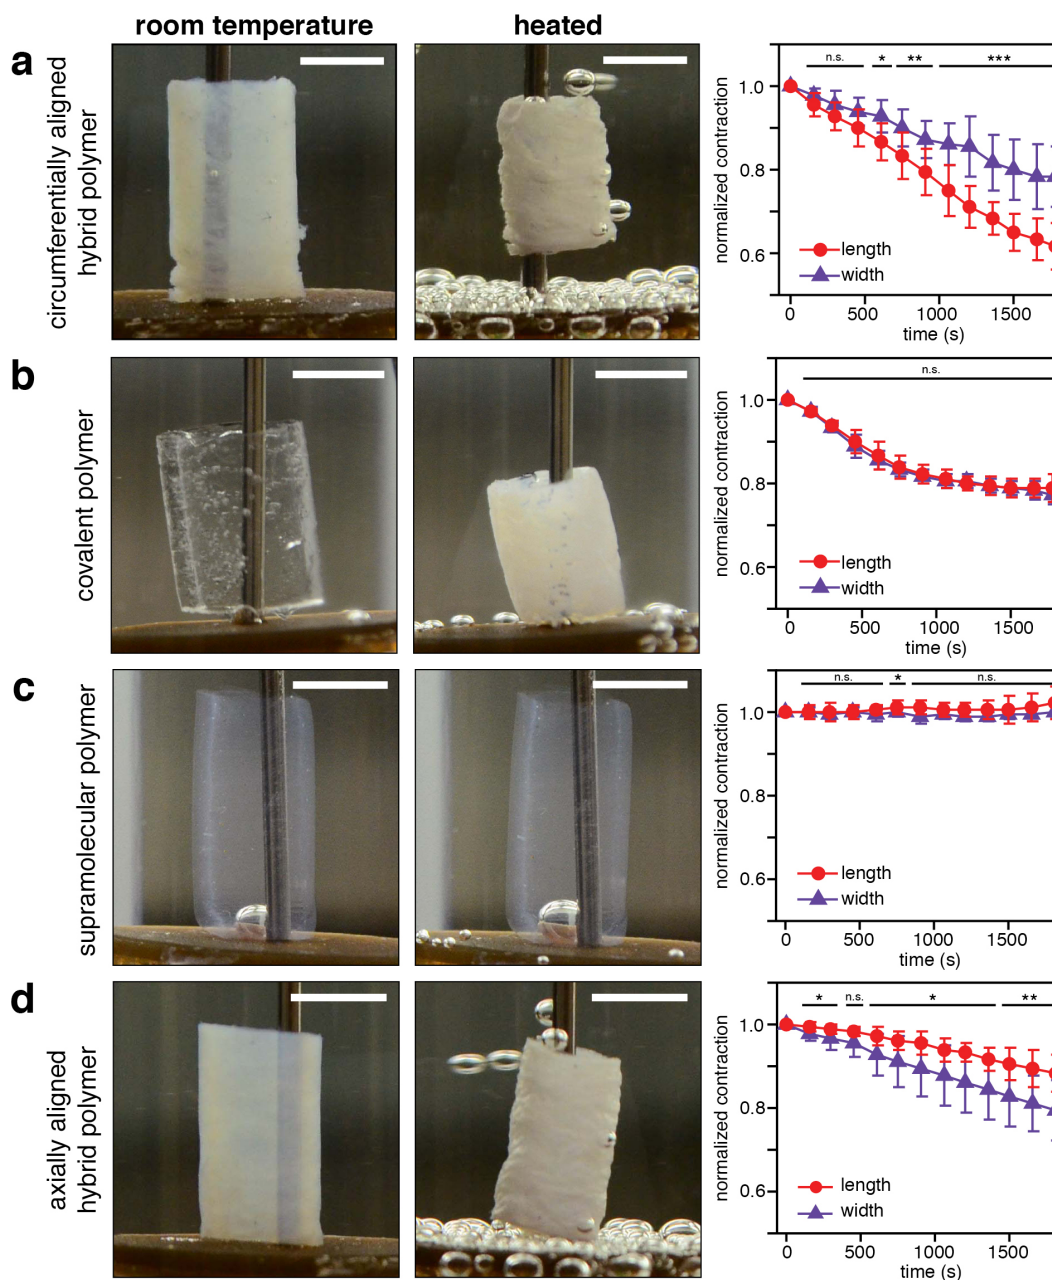 room temperature
heated
a
circumferentially aligned
hybrid polymer
n.s.
*
**
***
normalized contraction
1.0
0.8
0.6
length
width
0
500
1000
1500
time (s)
b
covalent polymer
n.s.
normalized contraction
1.0
0.8
0.6
length
width
0
500
1000
1500
time (s)
c
supramolecular polymer
n.s.
*
n.s.
normalized contraction
1.0
0.8
0.6
length
width
0
500
1000
1500
time (s)
d
axially aligned
hybrid polymer
*
n.s.
*
**
normalized contraction
1.0
0.8
0.6
length
width
0
500
1000
1500
time (s)